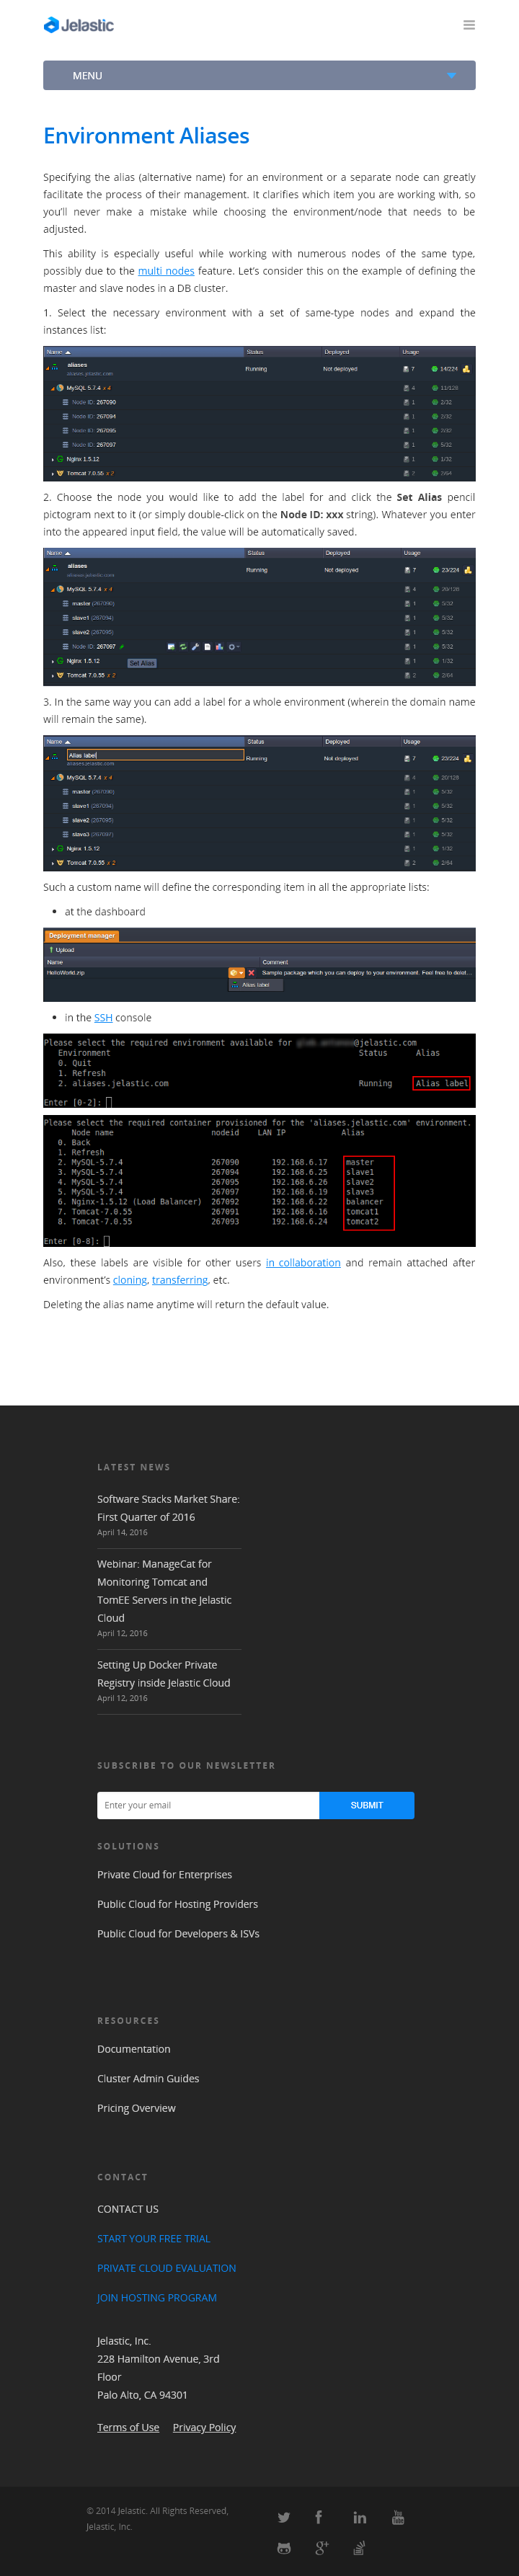 Jelastic
MENU
Environment Aliases
Specifying the alias (alternative name) for an environment or a separate node can greatly
facilitate the process of their management. It clarifies which item you are working with, so
you'll never make a mistake while choosing the environment/node that needs to be
adjusted.
This ability is especially useful while working with numerous nodes of the same type,
possibly due to the multi nodes feature. Let's consider this on the example of defining the
master and slave nodes in a DB cluster.
1. Select the necessary environment with a set of same-type nodes and expand the
instances list:
Name Status Deployed Usage
aliases Running Not deployed 7 14/224
aliases.jelastic.com
MySQL 5.7.4 x 4 4 11/128
Node ID: 267090 1 2/32
Node ID: 267094 1 2/32
Node ID: 267095 1 2/32
Node ID: 267097 1 5/32
Nginx 1.5.12 1 1/32
Tomcat 7.0.55 x 2 2 2/64
2. Choose the node you would like to add the label for and click the Set Alias pencil
pictogram next to it (or simply double-click on the Node ID: xxx string). Whatever you enter
into the appeared input field, the value will be automatically saved.
Name Status Deployed Usage
aliases Running Not deployed 7 23/224
aliases.jelastic.com
MySQL 5.7.4 x 4 4 20/128
master (267090) 1 5/32
slave1 (267094) 1 5/32
slave2 (267095) 1 5/32
Node ID: 267097 1 5/32
Nginx 1.5.12 Set Alias 1 1/32
Tomcat 7.0.55 x 2 2 2/64
3. In the same way you can add a label for a whole environment (wherein the domain name
will remain the same).
Name Status Deployed Usage
Alias label Running Not deployed 7 23/224
aliases.jelastic.com
MySQL 5.7.4 x 4 4 20/128
master (267090) 1 5/32
slave1 (267094) 1 5/32
slave2 (267095) 1 5/32
slave3 (267097) 1 5/32
Nginx 1.5.12 1 1/32
Tomcat 7.0.55 x 2 2 2/64
Such a custom name will define the corresponding item in all the appropriate lists:
• at the dashboard
Deployment manager
Upload
Name Comment
HelloWorld.zip Sample package which you can deploy to your environment. Feel free to delet...
Alias label
• in the SSH console
Please select the required environment available for @jelastic.com
Environment Status Alias
0. Quit
1. Refresh
2. aliases.jelastic.com Running Alias label
Enter [0-2]:
Please select the required container provisioned for the 'aliases.jelastic.com' environment.
Node name nodeid LAN IP Alias
0. Back
1. Refresh
2. MySQL-5.7.4 267090 192.168.6.17 master
3. MySQL-5.7.4 267094 192.168.6.25 slave1
4. MySQL-5.7.4 267095 192.168.6.26 slave2
5. MySQL-5.7.4 267097 192.168.6.19 slave3
6. Nginx-1.5.12 (Load Balancer) 267092 192.168.6.22 balancer
7. Tomcat-7.0.55 267091 192.168.6.16 tomcat1
8. Tomcat-7.0.55 267093 192.168.6.24 tomcat2
Enter [0-8]:
Also, these labels are visible for other users in collaboration and remain attached after
environment's cloning, transferring, etc.
Deleting the alias name anytime will return the default value.
LATEST NEWS
Software Stacks Market Share:
First Quarter of 2016
April 14, 2016
Webinar: ManageCat for
Monitoring Tomcat and
TomEE Servers in the Jelastic
Cloud
April 12, 2016
Setting Up Docker Private
Registry inside Jelastic Cloud
April 12, 2016
SUBSCRIBE TO OUR NEWSLETTER
Enter your email SUBMIT
SOLUTIONS
Private Cloud for Enterprises
Public Cloud for Hosting Providers
Public Cloud for Developers & ISVs
RESOURCES
Documentation
Cluster Admin Guides
Pricing Overview
CONTACT
CONTACT US
START YOUR FREE TRIAL
PRIVATE CLOUD EVALUATION
JOIN HOSTING PROGRAM
Jelastic, Inc.
228 Hamilton Avenue, 3rd
Floor
Palo Alto, CA 94301
Terms of Use Privacy Policy
© 2014 Jelastic. All Rights Reserved,
Jelastic, Inc.